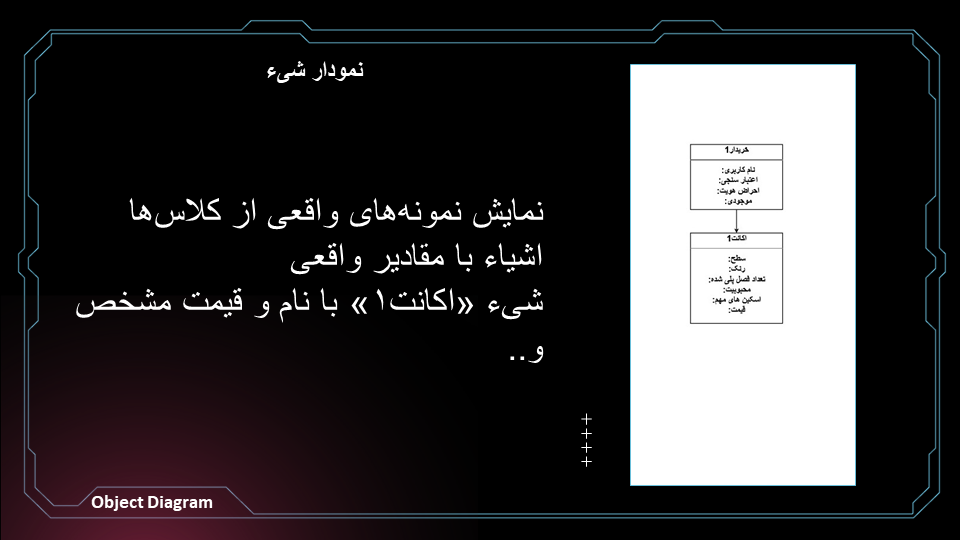 نمودار شیء
نمایش نمونه‌های واقعی از کلاس‌ها
اشیاء با مقادیر واقعی
شیء «اکانت۱» با نام و قیمت مشخص
و..
خریدار1
نام کاربری:
اعتبار سنجی:
احراض هویت:
موجودی:
اکانت1
سطح:
رنک:
تعداد فصل پلی شده:
محبوبیت:
اسکین های مهم:
قیمت:
Object Diagram